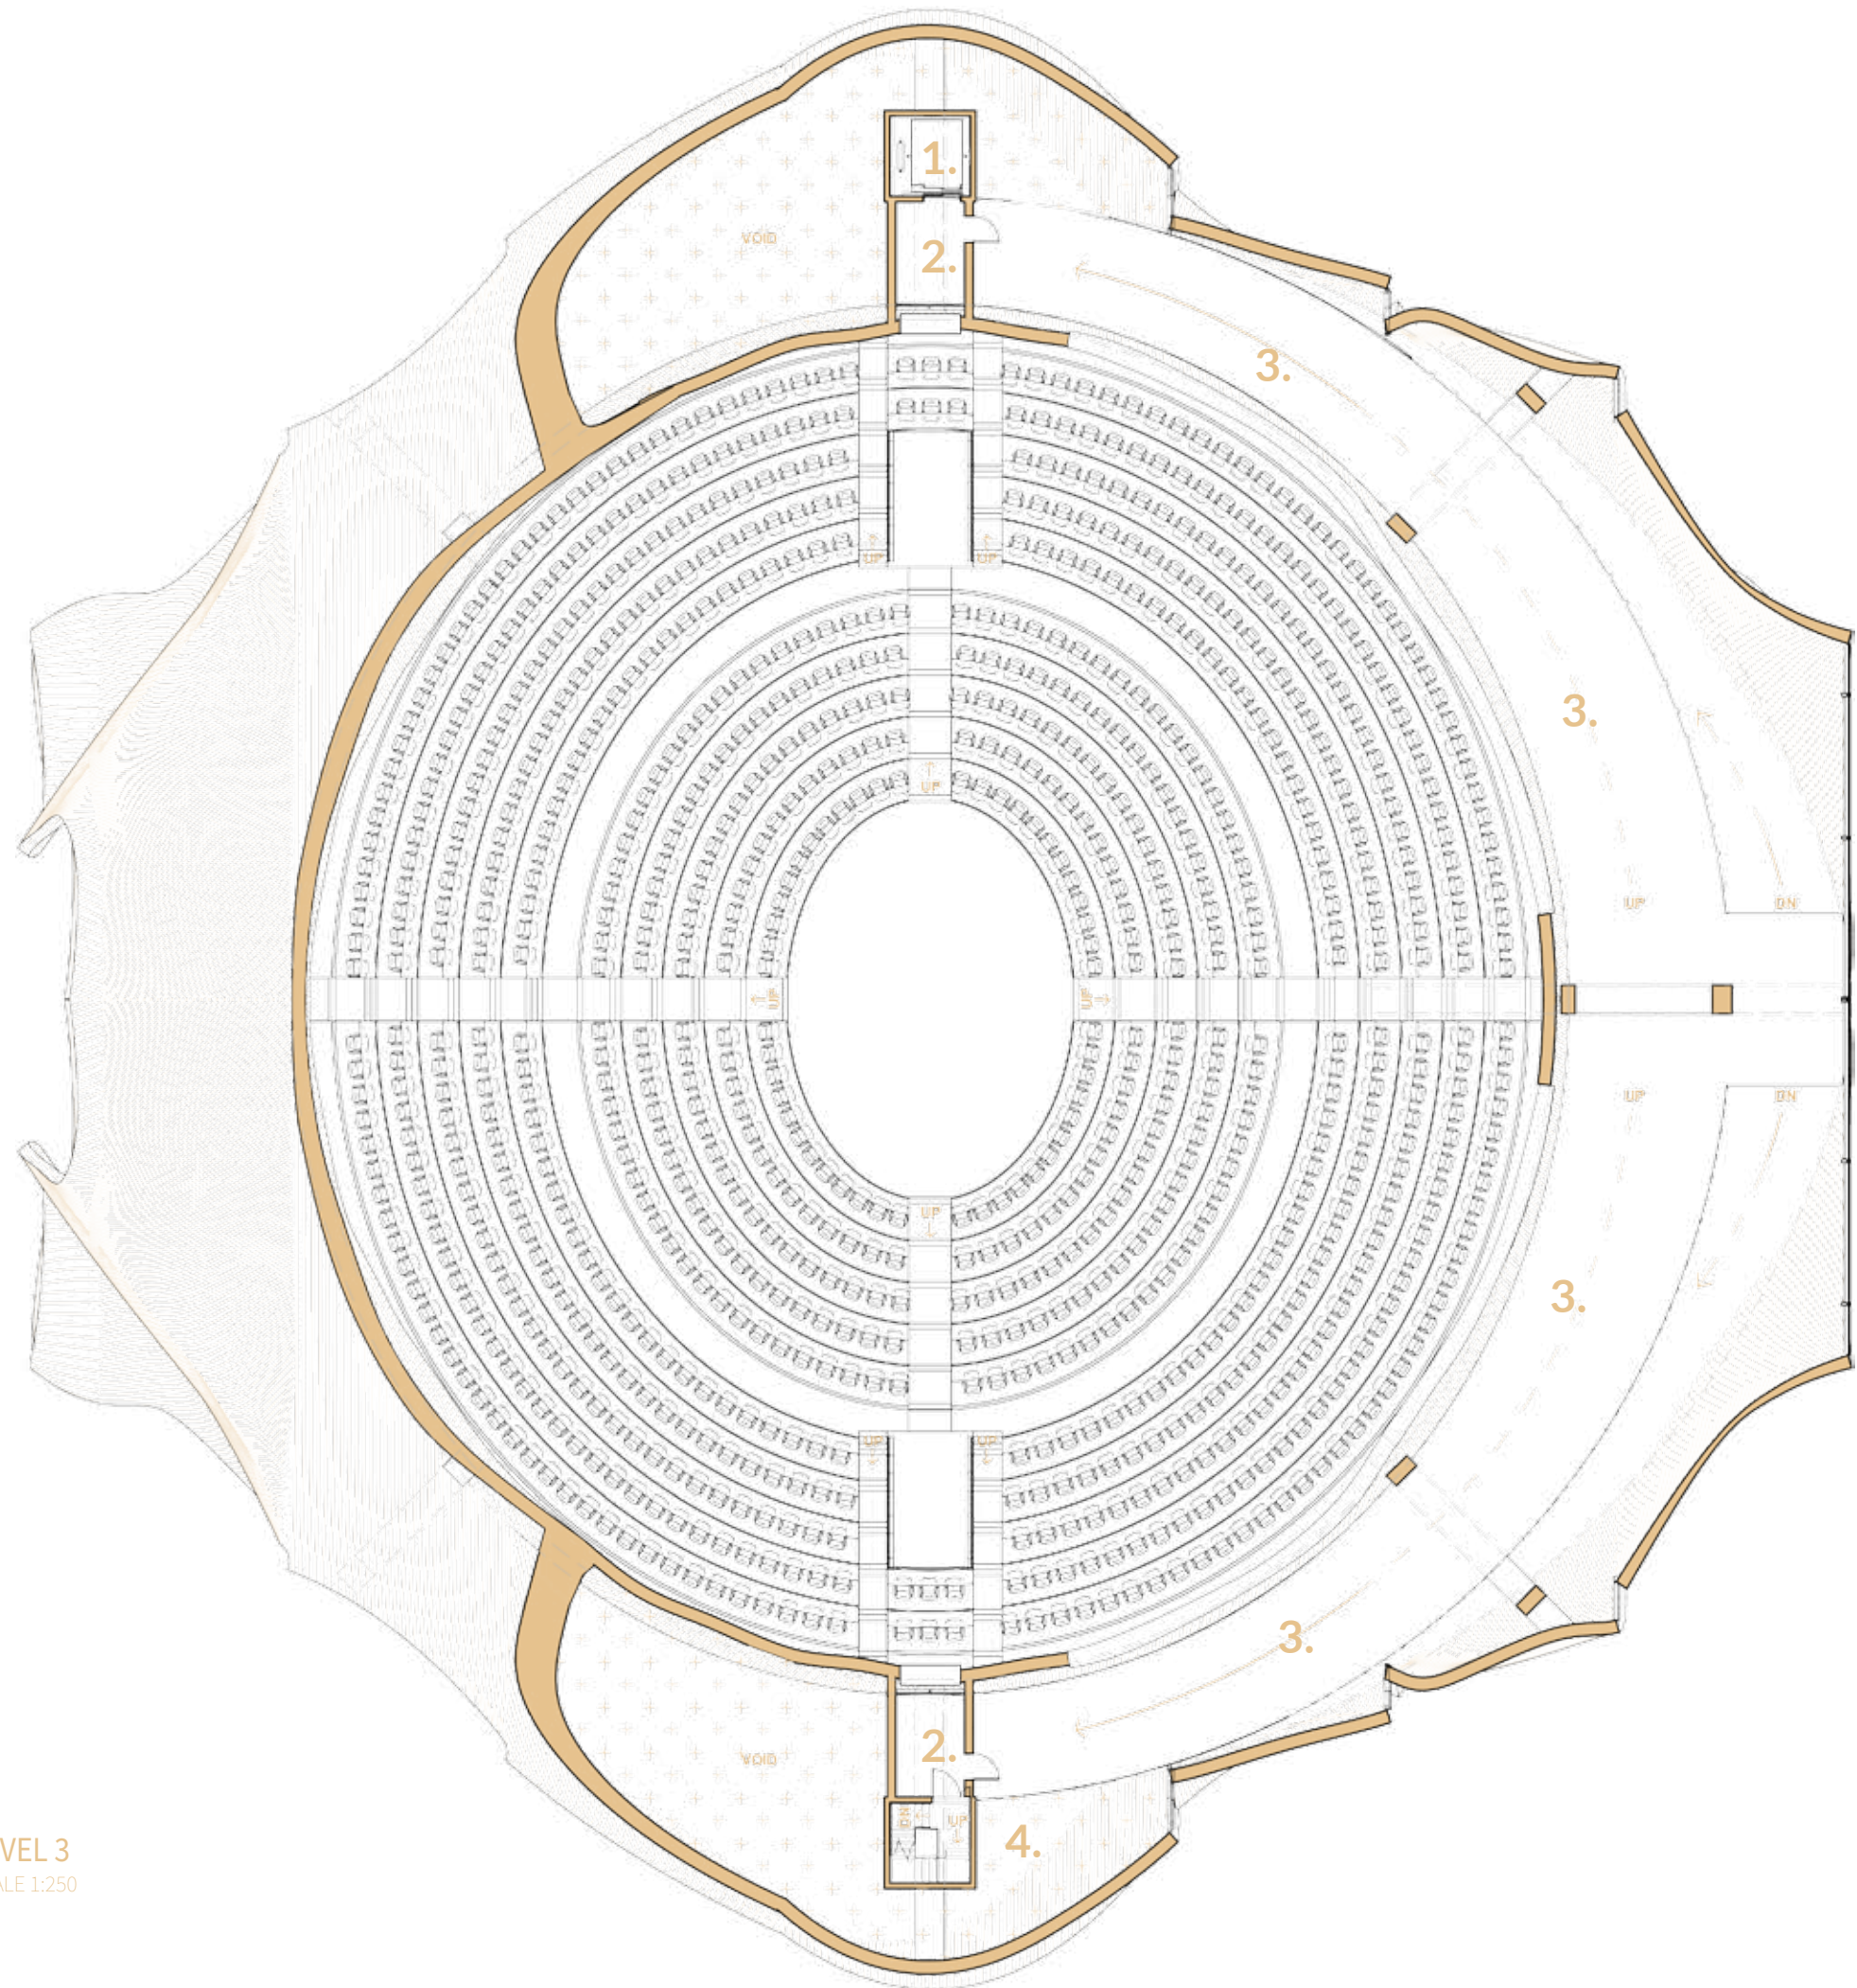 1.
VOID
2.
3.
UP UP
3.
UP
UP DN
UP UP
UP DN
UP
3.
UP UP
3.
2.
VOID
DN UP
4.
VEL 3
ALE 1:250